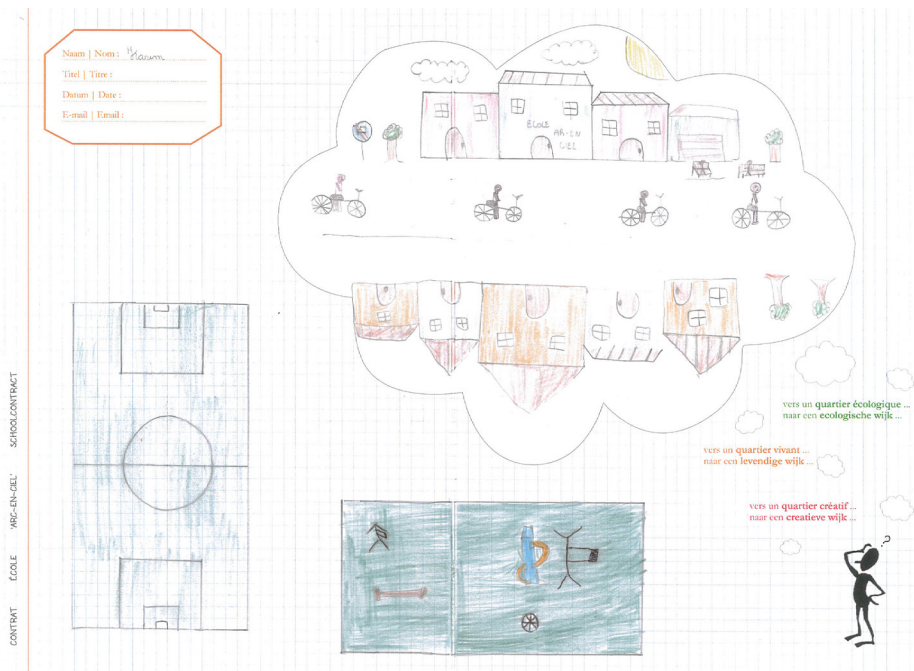 Naam | Nom : Harum
Titel | Titre :
Datum | Date :
E-mail | Email :
ECOLE
AR-EN
CIEL
vers un quartier écologique ...
naar een ecologische wijk ...
vers un quartier vivant ...
naar een levendige wijk ...
vers un quartier créatif ...
naar een creatieve wijk ...
?
CONTRAT ÉCOLE 'ARC-EN-CIEL' SCHOOLCONTRACT